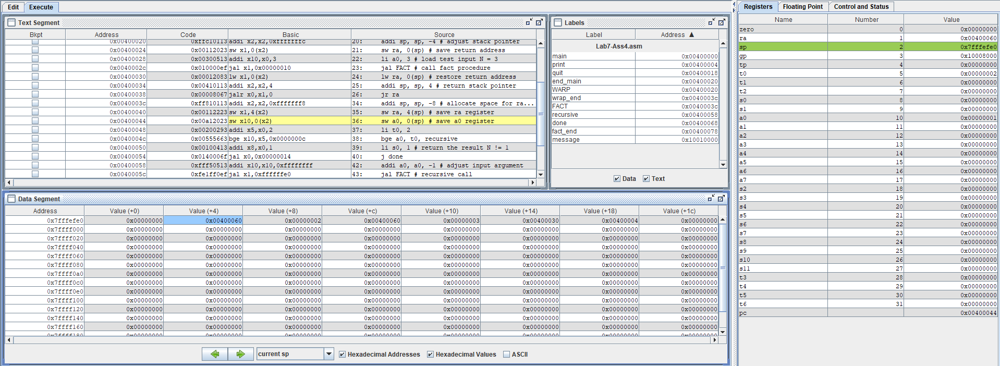 Edit Execute
Text Segment
Bkpt Address Code Basic Source
0x00400020 0xffc10113 addi x2,x2,0xfffffffc 20: addi sp, sp, -4 # adjust stack pointer
0x00400024 0x00112023 sw x1,0(x2) 21: sw ra, 0(sp) # save return address
0x00400028 0x00300513 addi x10,x0,3 22: li a0, 3 # load test input N = 3
0x0040002c 0x010000ef jal x1,0x00000010 23: jal FACT # call fact procedure
0x00400030 0x00012083 lw x1,0(x2) 24: lw ra, 0(sp) # restore return address
0x00400034 0x00410113 addi x2,x2,4 25: addi sp, sp, 4 # return stack pointer
0x00400038 0x00008067 jalr x0,x1,0 26: jr ra
0x0040003c 0xff810113 addi x2,x2,0xfffffff8 34: addi sp, sp, -8 # allocate space for ra...
0x00400040 0x00112223 sw x1,4(x2) 35: sw ra, 4(sp) # save ra register
0x00400044 0x00a12023 sw x10,0(x2) 36: sw a0, 0(sp) # save a0 register
0x00400048 0x00200293 addi x5,x0,2 37: li t0, 2
0x0040004c 0x00555663 bge x10,x5,0x0000000c 38: bge a0, t0, recursive
0x00400050 0x00100413 addi x8,x0,1 39: li s0, 1 # return the result N != 1
0x00400054 0x0140006f jal x0,0x00000014 40: j done
0x00400058 0xfff50513 addi x10,x10,0xffffffff 42: addi a0, a0, -1 # adjust input argument
0x0040005c 0xfe1ff0ef jal x1,0xffffffe0 43: jal FACT # recursive call
Labels
Label Address ▲
Lab7-Ass4.asm
main 0x00400000
print 0x00400004
quit 0x00400018
end_main 0x00400020
WARP 0x00400020
wrap_end 0x0040003c
FACT 0x0040003c
recursive 0x00400058
done 0x00400068
fact_end 0x00400078
message 0x10010000
Data Text
Data Segment
Address Value (+0) Value (+4) Value (+8) Value (+c) Value (+10) Value (+14) Value (+18) Value (+1c)
0x7fffefe0 0x00000000 0x00400060 0x00000002 0x00400060 0x00000003 0x00400030 0x00400004 0x00000000
0x7ffff000 0x00000000 0x00000000 0x00000000 0x00000000 0x00000000 0x00000000 0x00000000 0x00000000
0x7ffff020 0x00000000 0x00000000 0x00000000 0x00000000 0x00000000 0x00000000 0x00000000 0x00000000
0x7ffff040 0x00000000 0x00000000 0x00000000 0x00000000 0x00000000 0x00000000 0x00000000 0x00000000
0x7ffff060 0x00000000 0x00000000 0x00000000 0x00000000 0x00000000 0x00000000 0x00000000 0x00000000
0x7ffff080 0x00000000 0x00000000 0x00000000 0x00000000 0x00000000 0x00000000 0x00000000 0x00000000
0x7ffff0a0 0x00000000 0x00000000 0x00000000 0x00000000 0x00000000 0x00000000 0x00000000 0x00000000
0x7ffff0c0 0x00000000 0x00000000 0x00000000 0x00000000 0x00000000 0x00000000 0x00000000 0x00000000
0x7ffff0e0 0x00000000 0x00000000 0x00000000 0x00000000 0x00000000 0x00000000 0x00000000 0x00000000
0x7ffff100 0x00000000 0x00000000 0x00000000 0x00000000 0x00000000 0x00000000 0x00000000 0x00000000
0x7ffff120 0x00000000 0x00000000 0x00000000 0x00000000 0x00000000 0x00000000 0x00000000 0x00000000
0x7ffff140 0x00000000 0x00000000 0x00000000 0x00000000 0x00000000 0x00000000 0x00000000 0x00000000
0x7ffff160 0x00000000 0x00000000 0x00000000 0x00000000 0x00000000 0x00000000 0x00000000 0x00000000
0x7ffff180 0x00000000 0x00000000 0x00000000 0x00000000 0x00000000 0x00000000 0x00000000 0x00000000
current sp Hexadecimal Addresses Hexadecimal Values ASCII
Registers Floating Point Control and Status
Name Number Value
zero 0 0x00000000
ra 1 0x00400060
sp 2 0x7fffefe0
gp 3 0x10008000
tp 4 0x00000000
t0 5 0x00000002
t1 6 0x00000000
t2 7 0x00000000
s0 8 0x00000000
s1 9 0x00000000
a0 10 0x00000001
a1 11 0x00000000
a2 12 0x00000000
a3 13 0x00000000
a4 14 0x00000000
a5 15 0x00000000
a6 16 0x00000000
a7 17 0x00000000
s2 18 0x00000000
s3 19 0x00000000
s4 20 0x00000000
s5 21 0x00000000
s6 22 0x00000000
s7 23 0x00000000
s8 24 0x00000000
s9 25 0x00000000
s10 26 0x00000000
s11 27 0x00000000
t3 28 0x00000000
t4 29 0x00000000
t5 30 0x00000000
t6 31 0x00000000
pc 0x00400044